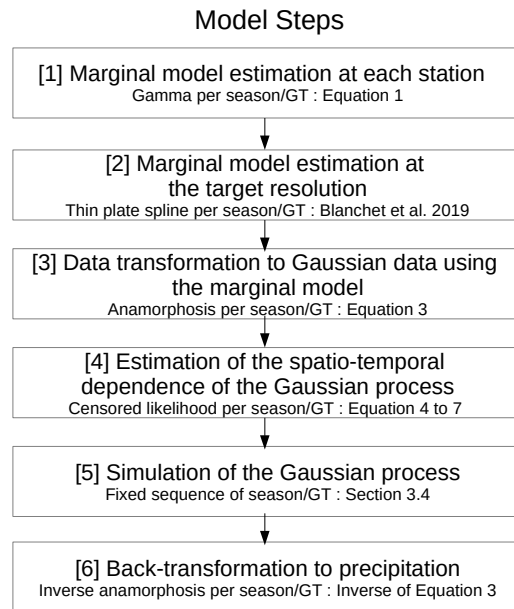 Model Steps
[1] Marginal model estimation at each station
Gamma per season/GT : Equation 1
[2] Marginal model estimation at
the target resolution
Thin plate spline per season/GT : Blanchet et al. 2019
[3] Data transformation to Gaussian data using
the marginal model
Anamorphosis per season/GT : Equation 3
[4] Estimation of the spatio-temporal
dependence of the Gaussian process
Censored likelihood per season/GT : Equation 4 to 7
[5] Simulation of the Gaussian process
Fixed sequence of season/GT : Section 3.4
[6] Back-transformation to precipitation
Inverse anamorphosis per season/GT : Inverse of Equation 3